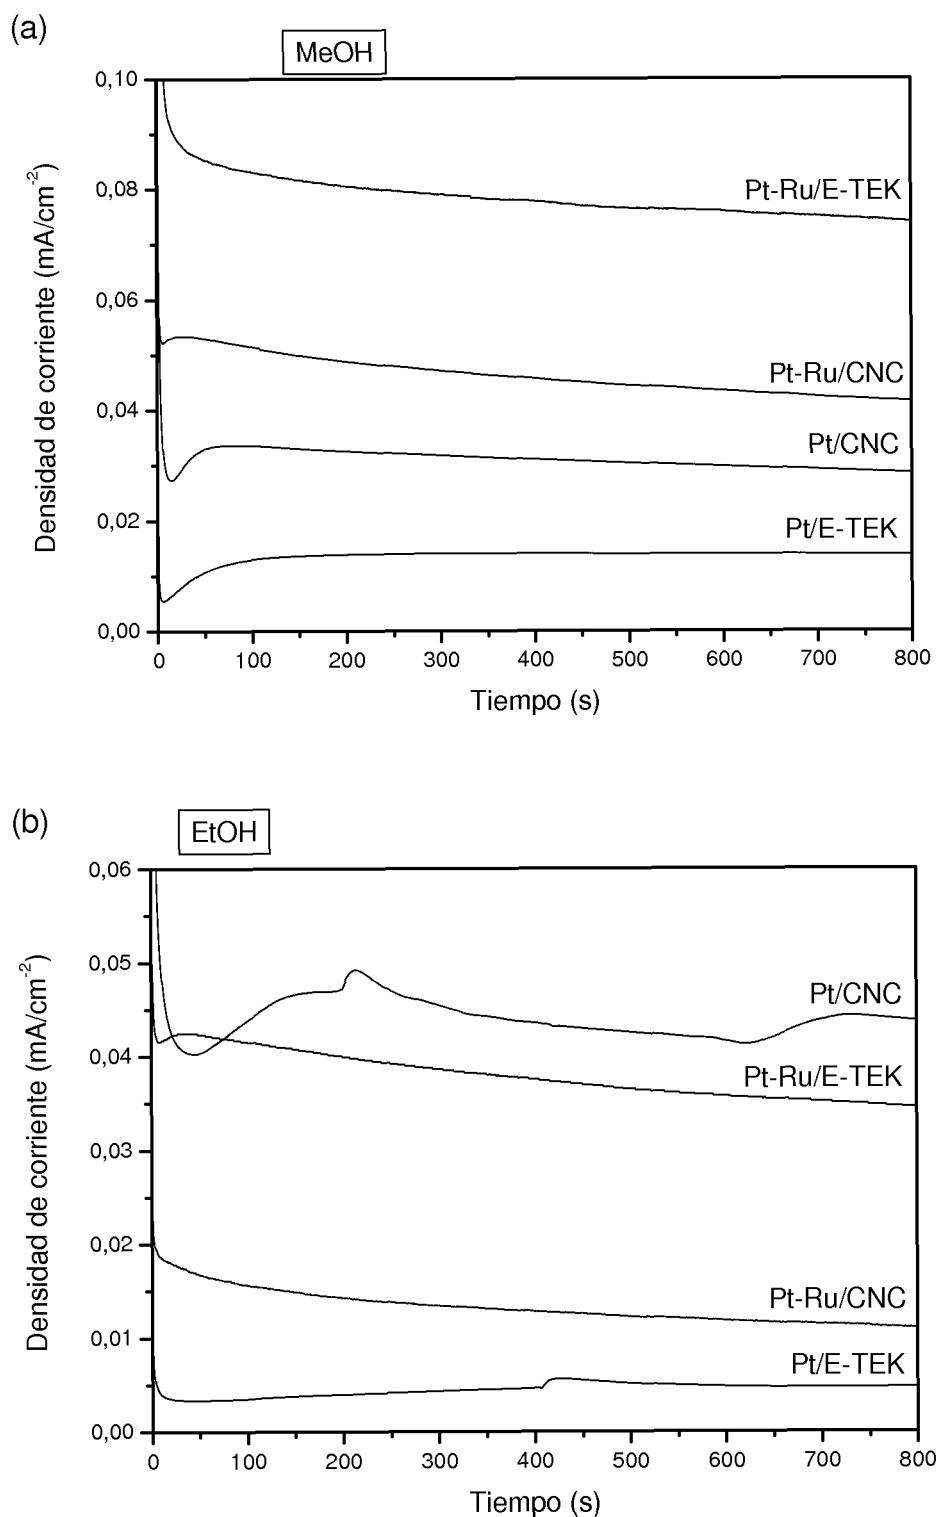 (a)
MeOH
0,10
0,08
0,06
0,04
0,02
0,00
Densidad de corriente (mA/cm-2)
Pt-Ru/E-TEK
Pt-Ru/CNC
Pt/CNC
Pt/E-TEK
0 100 200 300 400 500 600 700 800
Tiempo (s)
(b)
EtOH
0,06
0,05
0,04
0,03
0,02
0,01
0,00
Densidad de corriente (mA/cm-2)
Pt/CNC
Pt-Ru/E-TEK
Pt-Ru/CNC
Pt/E-TEK
0 100 200 300 400 500 600 700 800
Tiempo (s)